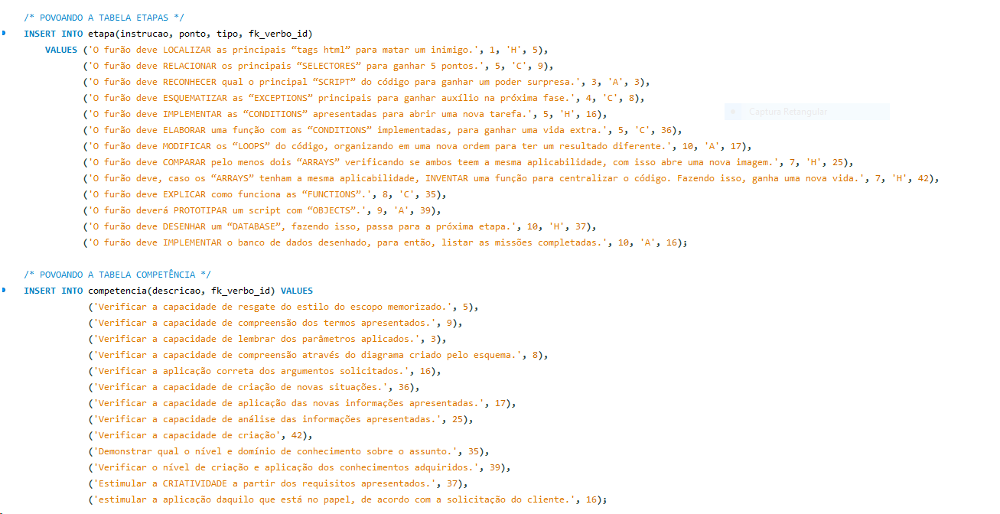 /* POVOANDO A TABELA ETAPAS */
INSERT INTO etapa(instrucao, ponto, tipo, fk_verbo_id)
VALUES ('O furão deve LOCALIZAR as principais “tags html” para matar um inimigo.', 1, 'H', 5),
('O furão deve RELACIONAR os principais “SELECTORES” para ganhar 5 pontos.', 5, 'C', 9),
('O furão deve RECONHECER qual o principal “SCRIPT” do código para ganhar um poder surpresa.', 3, 'A', 3),
('O furão deve ESQUEMATIZAR as “EXCEPTIONS” principais para ganhar auxílio na próxima fase.', 4, 'C', 8),
('O furão deve IMPLEMENTAR as “CONDITIONS” apresentadas para abrir uma nova tarefa.', 5, 'H', 16),
Captura Retangular
('O furão deve ELABORAR uma função com as “CONDITIONS” implementadas, para ganhar uma vida extra.', 5, 'C', 36),
('O furão deve MODIFICAR os “LOOPS” do código, organizando em uma nova ordem para ter um resultado diferente.', 10, 'A', 17),
('O furão deve COMPARAR pelo menos dois “ARRAYS” verificando se ambos teem a mesma aplicabilidade, com isso abre uma nova imagem.', 7, 'H', 25),
('O furão deve, caso os “ARRAYS” tenham a mesma aplicabilidade, INVENTAR uma função para centralizar o código. Fazendo isso, ganha uma nova vida.', 7, 'H', 42),
('O furão deve EXPLICAR como funciona as “FUNCTIONS”.', 8, 'C', 35),
('O furão deverá PROTOTIPAR um script com “OBJECTS”.', 9, 'A', 39),
('O furão deve DESENHAR um “DATABASE”, fazendo isso, passa para a próxima etapa.', 10, 'H', 37),
('O furão deve IMPLEMENTAR o banco de dados desenhado, para então, listar as missões completadas.', 10, 'A', 16);
/* POVOANDO A TABELA COMPETÊNCIA */
INSERT INTO competencia(descricao, fk_verbo_id) VALUES
('Verificar a capacidade de resgate do estilo do escopo memorizado.', 5),
('Verificar a capacidade de compreensão dos termos apresentados.', 9),
('Verificar a capacidade de lembrar dos parâmetros aplicados.', 3),
('Verificar a capacidade de compreensão através do diagrama criado pelo esquema.', 8),
('Verificar a aplicação correta dos argumentos solicitados.', 16),
('Verificar a capacidade de criação de novas situações.', 36),
('Verificar a capacidade de aplicação das novas informações apresentadas.', 17),
('Verificar a capacidade de análise das informações apresentadas.', 25),
('Verificar a capacidade de criação', 42),
('Demonstrar qual o nível e domínio de conhecimento sobre o assunto.', 35),
('Verificar o nível de criação e aplicação dos conhecimentos adquiridos.', 39),
('Estimular a CRIATIVIDADE a partir dos requisitos apresentados.', 37),
('estimular a aplicação daquilo que está no papel, de acordo com a solicitação do cliente.', 16);